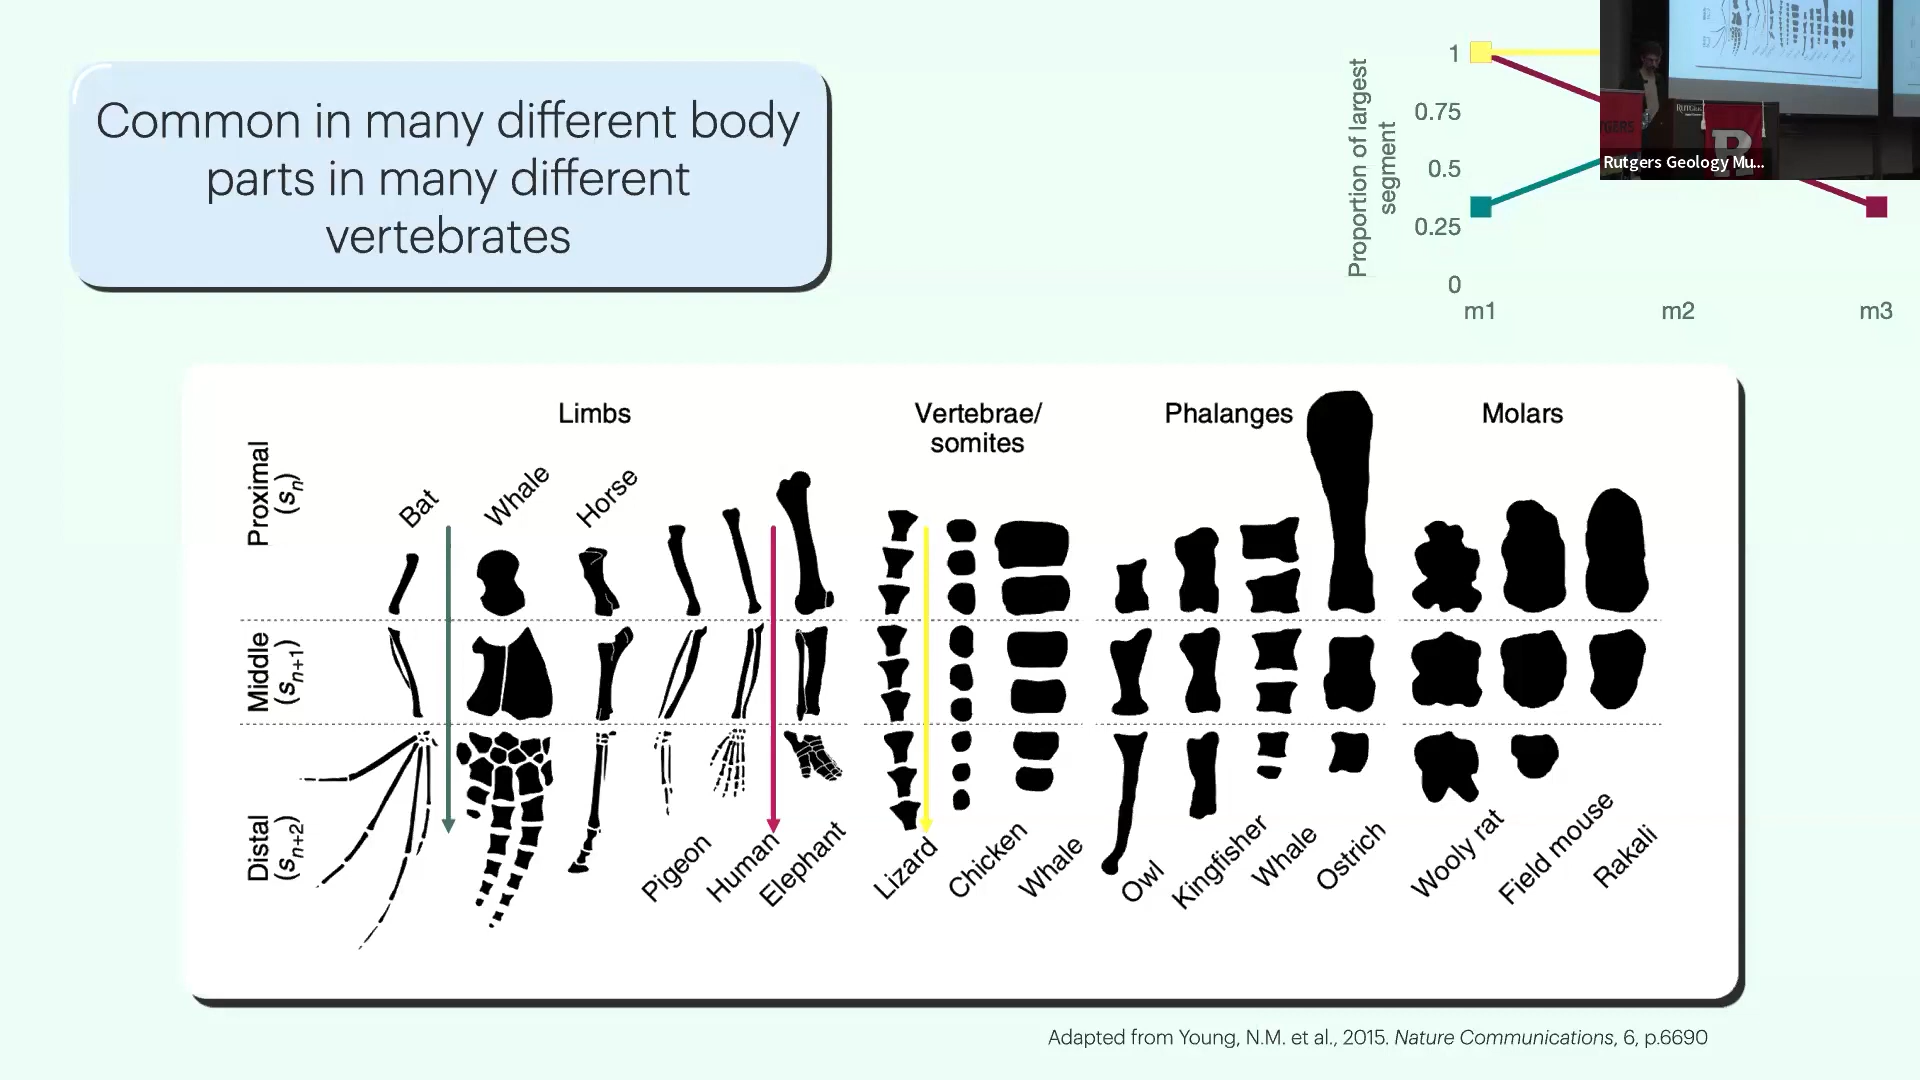 Common in many different body
parts in many different
vertebrates
Proportion of largest
segment
1
0.75
0.5
0.25
0
m1
m2
m3
Rutgers Geology Mu...
RUTGERS
R
Limbs
Vertebrae/
somites
Phalanges
Molars
Proximal
(sn)
Middle
(sn+1)
Distal
(sn+2)
Bat
Whale
Horse
Pigeon
Human
Elephant
Lizard
Chicken
Whale
Owl
Kingfisher
Whale
Ostrich
Wooly rat
Field mouse
Rakali
Adapted from Young, N.M. et al., 2015. Nature Communications, 6, p.6690